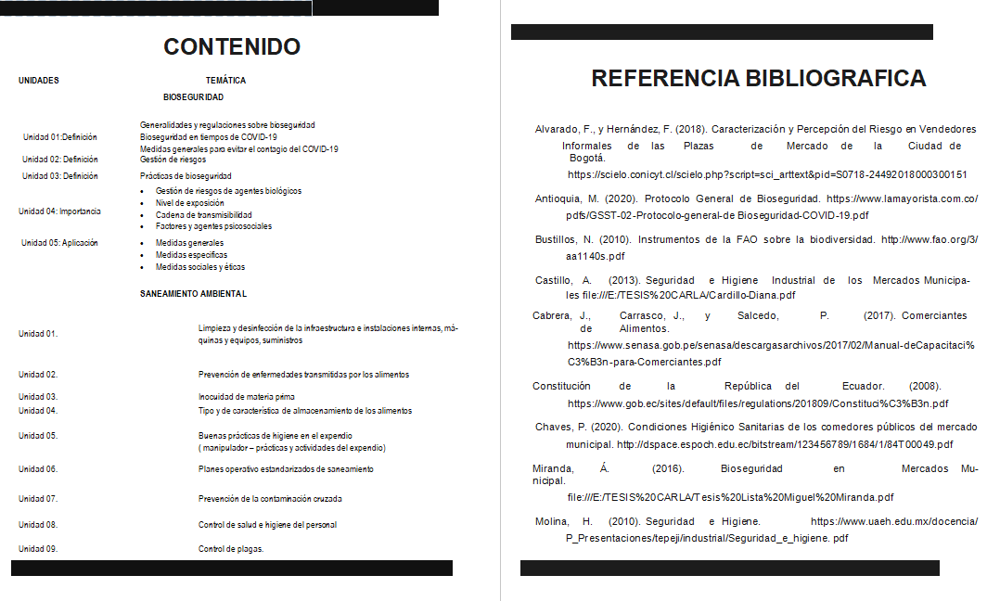 CONTENIDO
UNIDADES TEMÁTICA
BIOSEGURIDAD
Generalidades y regulaciones sobre bioseguridad
Unidad 01:Definición Bioseguridad en tiempos de COVID-19
Medidas generales para evitar el contagio del COVID-19
Unidad 02: Definición Gestión de riesgos
Unidad 03: Definición Prácticas de bioseguridad
• Gestión de riesgos de agentes biológicos
• Nivel de exposición
Unidad 04: Importancia • Cadena de transmisibilidad
• Factores y agentes psicosociales
Unidad 05: Aplicación • Medidas generales
• Medidas especificas
• Medidas sociales y éticas
SANEAMIENTO AMBIENTAL
Unidad 01. Limpieza y desinfección de la infraestructura e instalaciones internas, má-
quinas y equipos, suministros
Unidad 02. Prevención de enfermedades transmitidas por los alimentos
Unidad 03. Inocuidad de materia prima
Unidad 04. Tipo y de característica de almacenamiento de los alimentos
Unidad 05. Buenas prácticas de higiene en el expendio
( manipulador – prácticas y actividades del expendio)
Unidad 06. Planes operativo estandarizados de saneamiento
Unidad 07. Prevención de la contaminación cruzada
Unidad 08. Control de salud e higiene del personal
Unidad 09. Control de plagas.
REFERENCIA BIBLIOGRAFICA
Alvarado, F., y Hernández, F. (2018). Caracterización y Percepción del Riesgo en Vendedores
Informales de las Plazas de Mercado de la Ciudad de
Bogotá.
https://scielo.conicyt.cl/scielo.php?script=sci_arttext&pid=S0718-24492018000300151
Antioquia, M. (2020). Protocolo General de Bioseguridad. https://www.lamayorista.com.co/
pdfs/GSST-02-Protocolo-general-de Bioseguridad-COVID-19.pdf
Bustillos, N. (2010). Instrumentos de la FAO sobre la biodiversidad. http://www.fao.org/3/
aa1140s.pdf
Castillo, A. (2013). Seguridad e Higiene Industrial de los Mercados Municipa-
les file:///E:/TESIS%20CARLA/Cardillo-Diana.pdf
Cabrera, J., Carrasco, J., y Salcedo, P. (2017). Comerciantes
de Alimentos.
https://www.senasa.gob.pe/senasa/descargasarchivos/2017/02/Manual-deCapacitaci%
C3%B3n-para-Comerciantes.pdf
Constitución de la República del Ecuador. (2008).
https://www.gob.ec/sites/default/files/regulations/201809/Constituci%C3%B3n.pdf
Chaves, P. (2020). Condiciones Higiénico Sanitarias de los comedores públicos del mercado
municipal. http://dspace.espoch.edu.ec/bitstream/123456789/1684/1/84T00049.pdf
Miranda, Á. (2016). Bioseguridad en Mercados Mu-
nicipal.
file:///E:/TESIS%20CARLA/Tesis%20Lista%20Miguel%20Miranda.pdf
Molina, H. (2010). Seguridad e Higiene. https://www.uaeh.edu.mx/docencia/
P_Presentaciones/tepeji/industrial/Seguridad_e_higiene. pdf